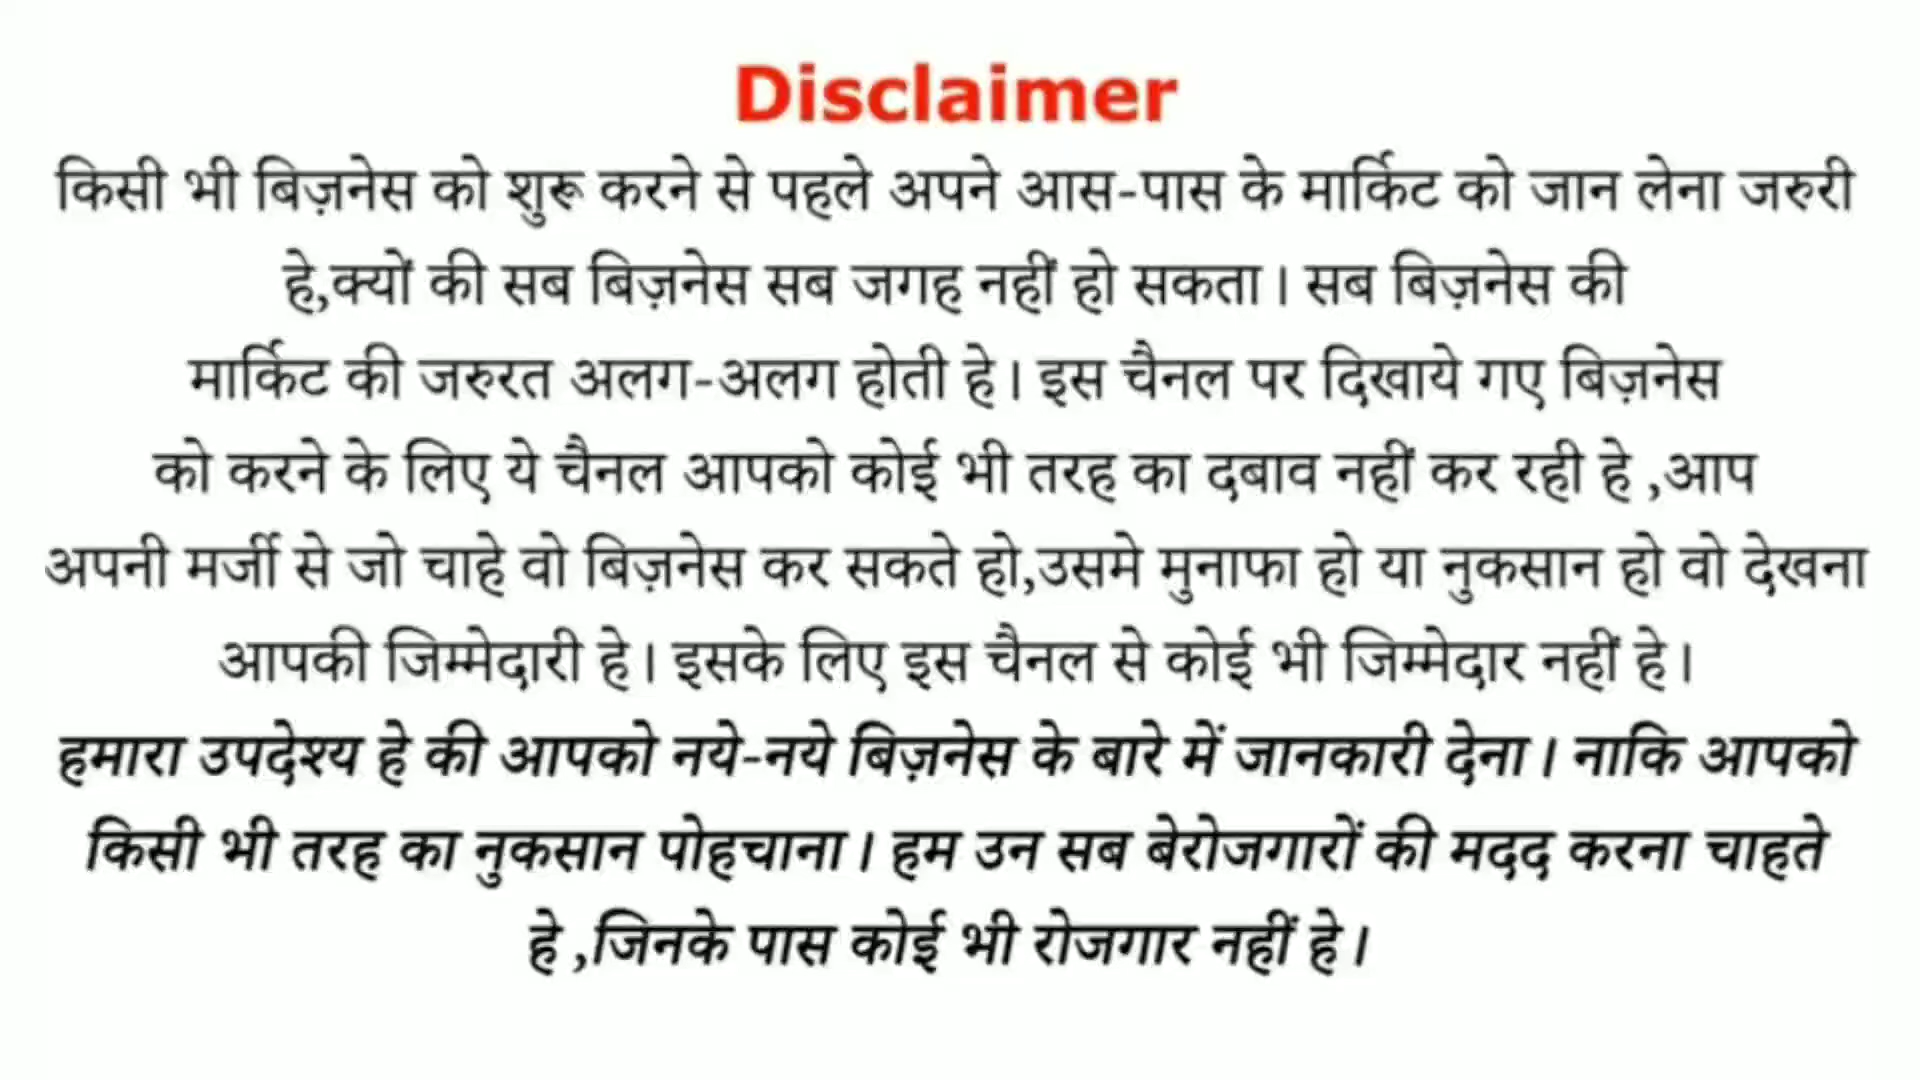 Disclaimer
किसी भी बिज़नेस को शुरू करने से पहले अपने आस-पास के मार्किट को जान लेना जरुरी
हे,क्यों की सब बिज़नेस सब जगह नहीं हो सकता। सब बिज़नेस की
मार्किट की जरुरत अलग-अलग होती हे। इस चैनल पर दिखाये गए बिज़नेस
को करने के लिए ये चैनल आपको कोई भी तरह का दबाव नहीं कर रही हे ,आप
अपनी मर्जी से जो चाहे वो बिज़नेस कर सकते हो,उसमे मुनाफा हो या नुकसान हो वो देखना
आपकी जिम्मेदारी हे। इसके लिए इस चैनल से कोई भी जिम्मेदार नहीं हे।
हमारा उपदेश्य हे की आपको नये-नये बिज़नेस के बारे में जानकारी देना। नाकि आपको
किसी भी तरह का नुकसान पोहचाना। हम उन सब बेरोजगारों की मदद करना चाहते
हे ,जिनके पास कोई भी रोजगार नहीं हे।